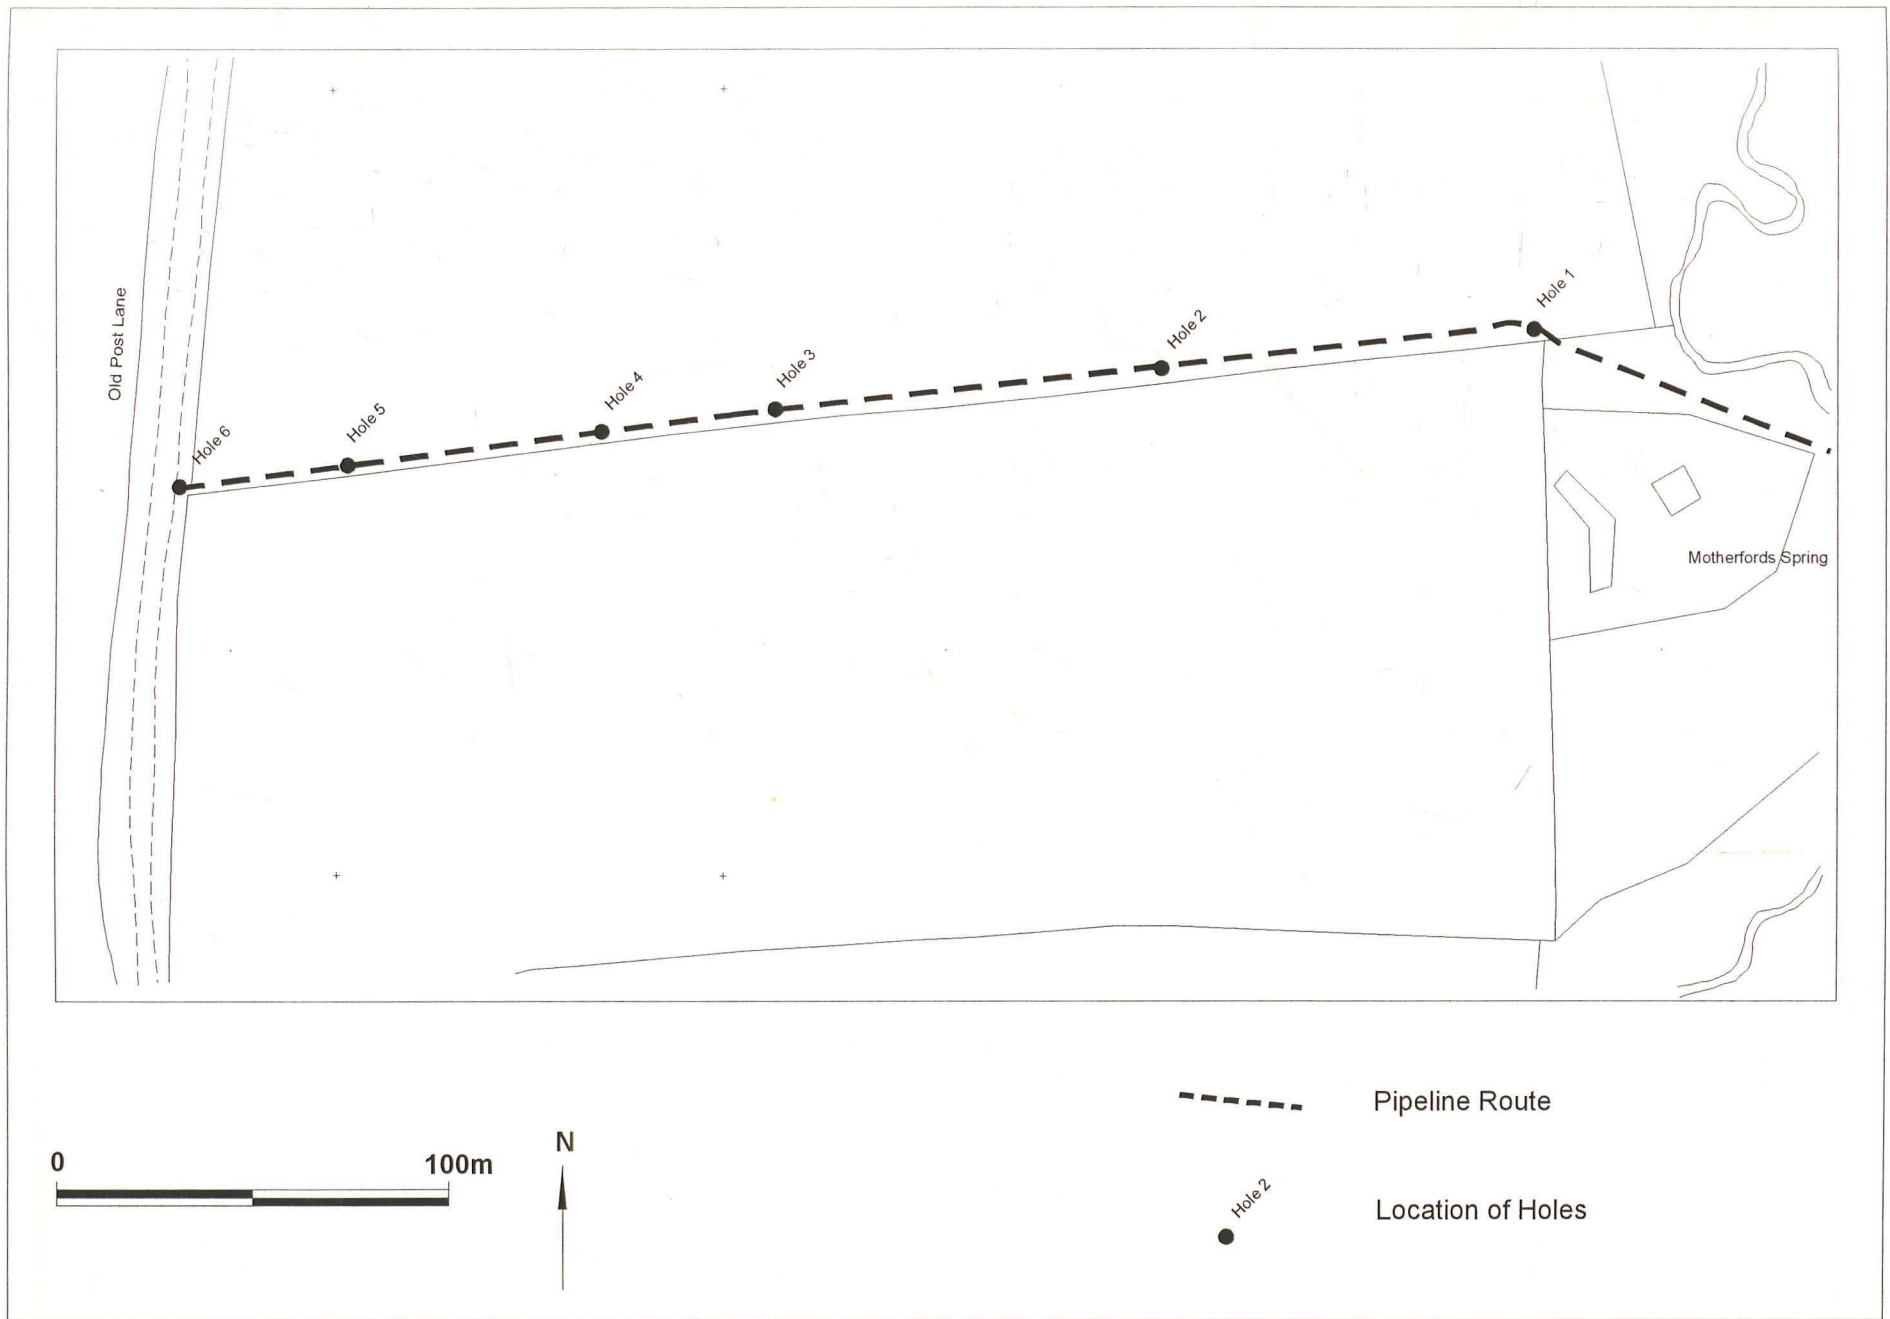 Old Post Lane
Hole 6
Hole 5
Hole 4
Hole 3
Hole 2
Hole 1
Motherfords Spring
0
100m
N
Pipeline Route
Hole 2
Location of Holes